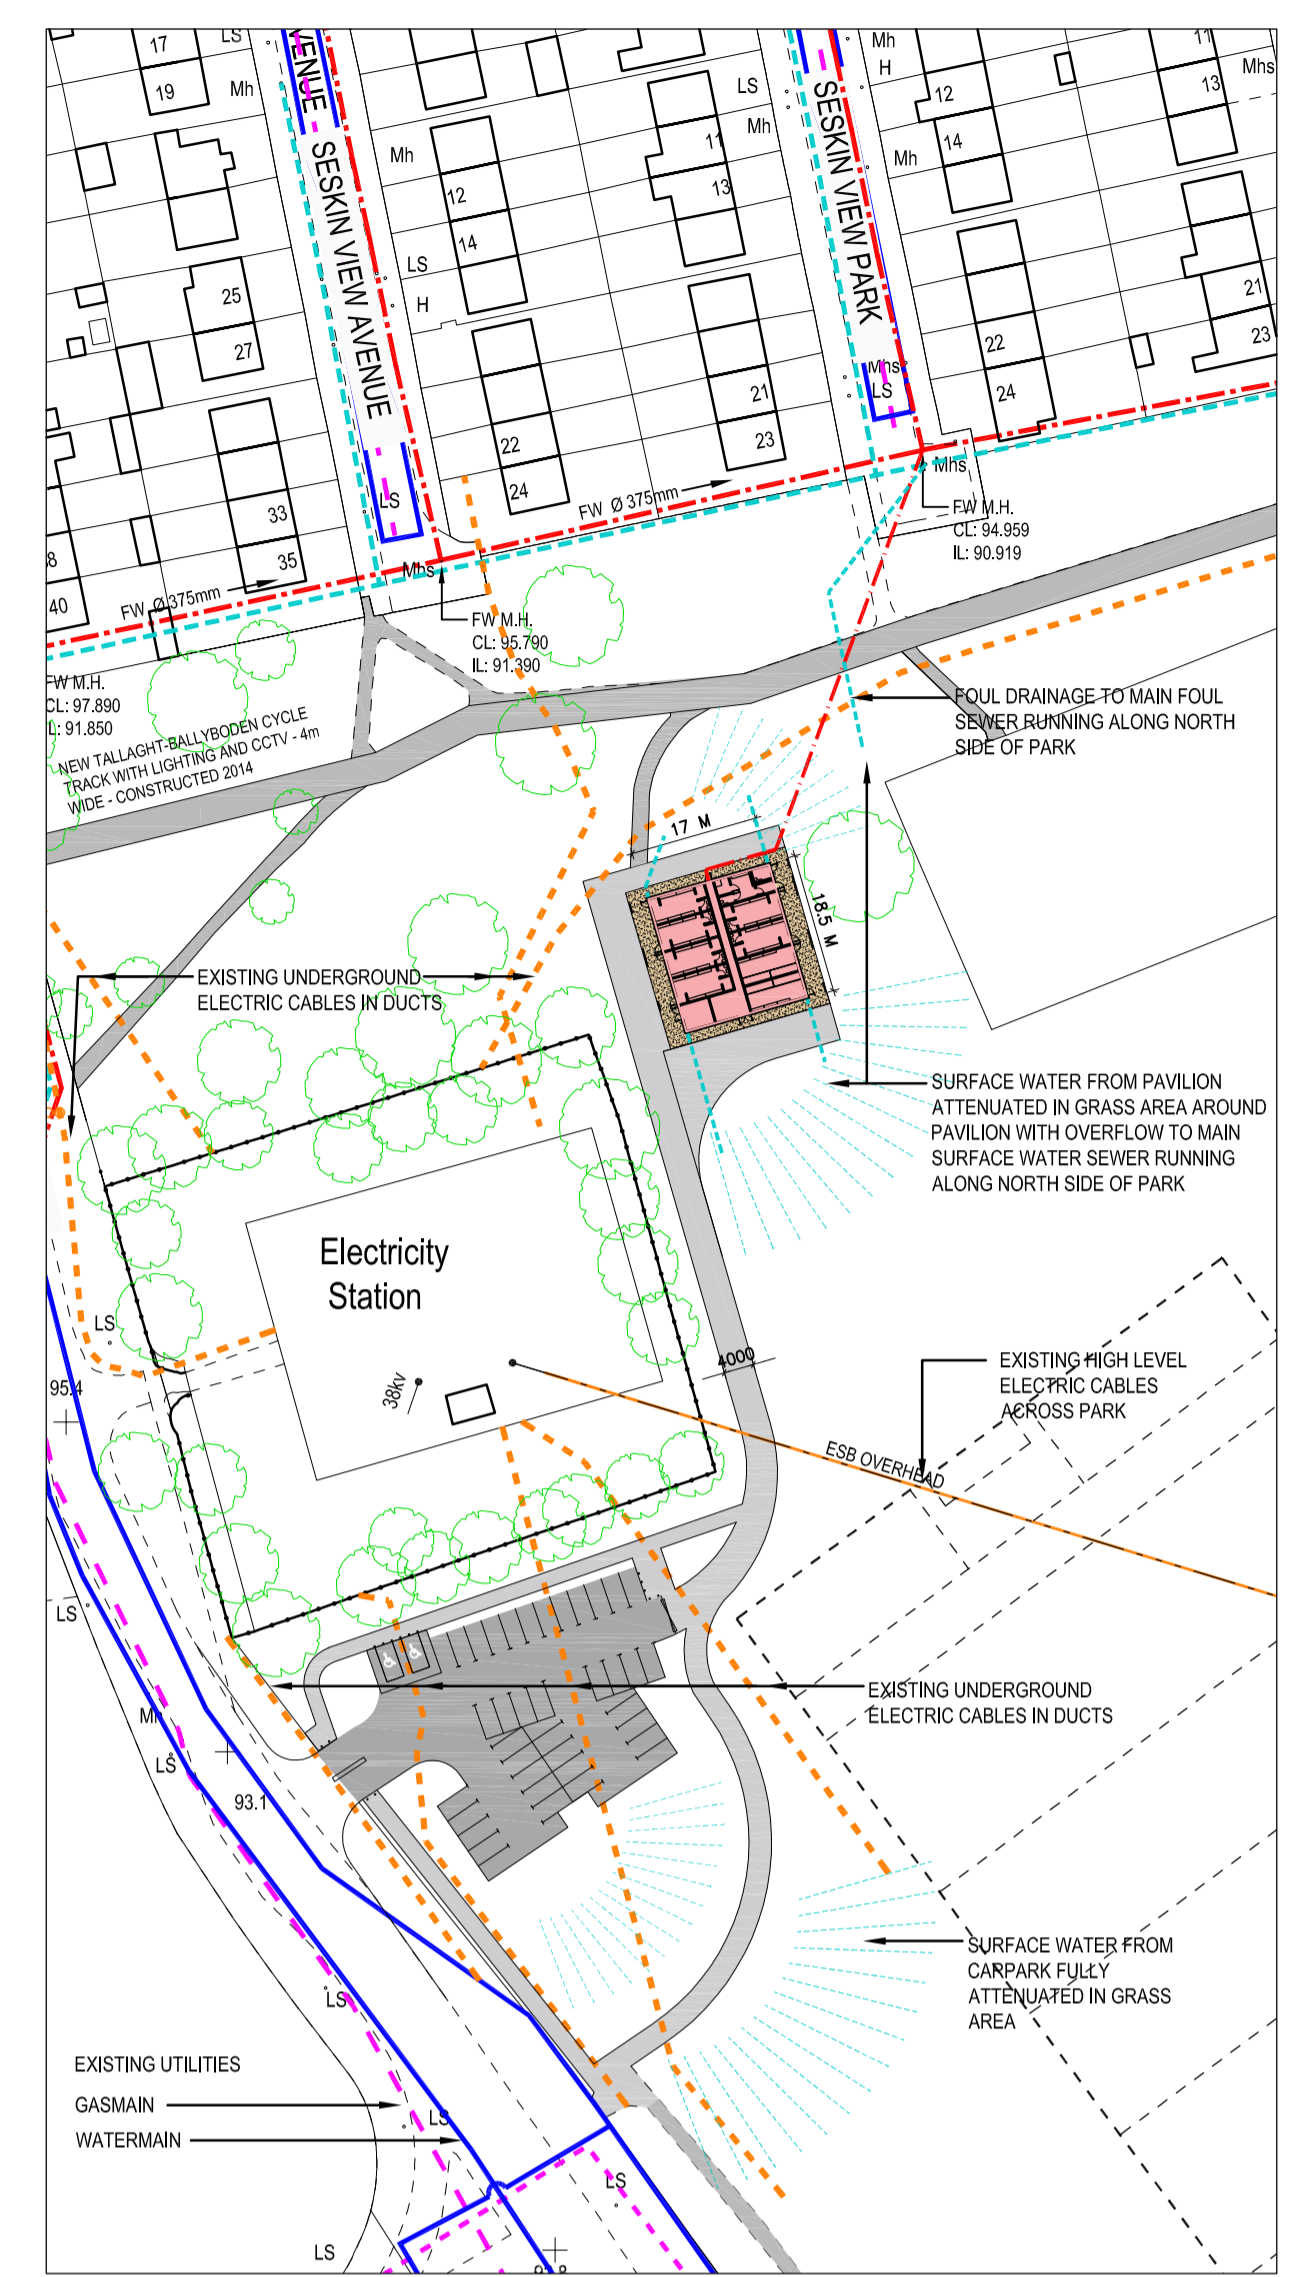 17
LS
19
Mh
VENUE
SESKIN VIEW AVENUE
Mh
12
14
LS
H
11
13
LS
Mh
SESKIN VIEW PARK
Mh
H
12
14
Mh
11
13
Mhs
25
27
33
35
40
22
24
21
23
22
24
21
23
Mhs
LS
LS
Mhs
Mhs
FW Ø 375mm
FW Ø 375mm
FW M.H.
CL: 94.959
IL: 90.919
FW M.H.
CL: 95.790
IL: 91.390
FW M.H.
CL: 97.890
IL: 91.850
NEW TALLAGHT-BALLYBODEN CYCLE
TRACK WITH LIGHTING AND CCTV - 4m
WIDE - CONSTRUCTED 2014
FOUL DRAINAGE TO MAIN FOUL
SEWER RUNNING ALONG NORTH
SIDE OF PARK
17 M
18.5 M
EXISTING UNDERGROUND
ELECTRIC CABLES IN DUCTS
SURFACE WATER FROM PAVILION
ATTENUATED IN GRASS AREA AROUND
PAVILION WITH OVERFLOW TO MAIN
SURFACE WATER SEWER RUNNING
ALONG NORTH SIDE OF PARK
Electricity
Station
38kv
4000
LS
95.4
EXISTING HIGH LEVEL
ELECTRIC CABLES
ACROSS PARK
ESB OVERHEAD
LS
EXISTING UNDERGROUND
ELECTRIC CABLES IN DUCTS
LS
93.1
SURFACE WATER FROM
CARPARK FULLY
ATTENUATED IN GRASS
AREA
LS
EXISTING UTILITIES
GASMAIN
WATERMAIN
LS
LS
LS